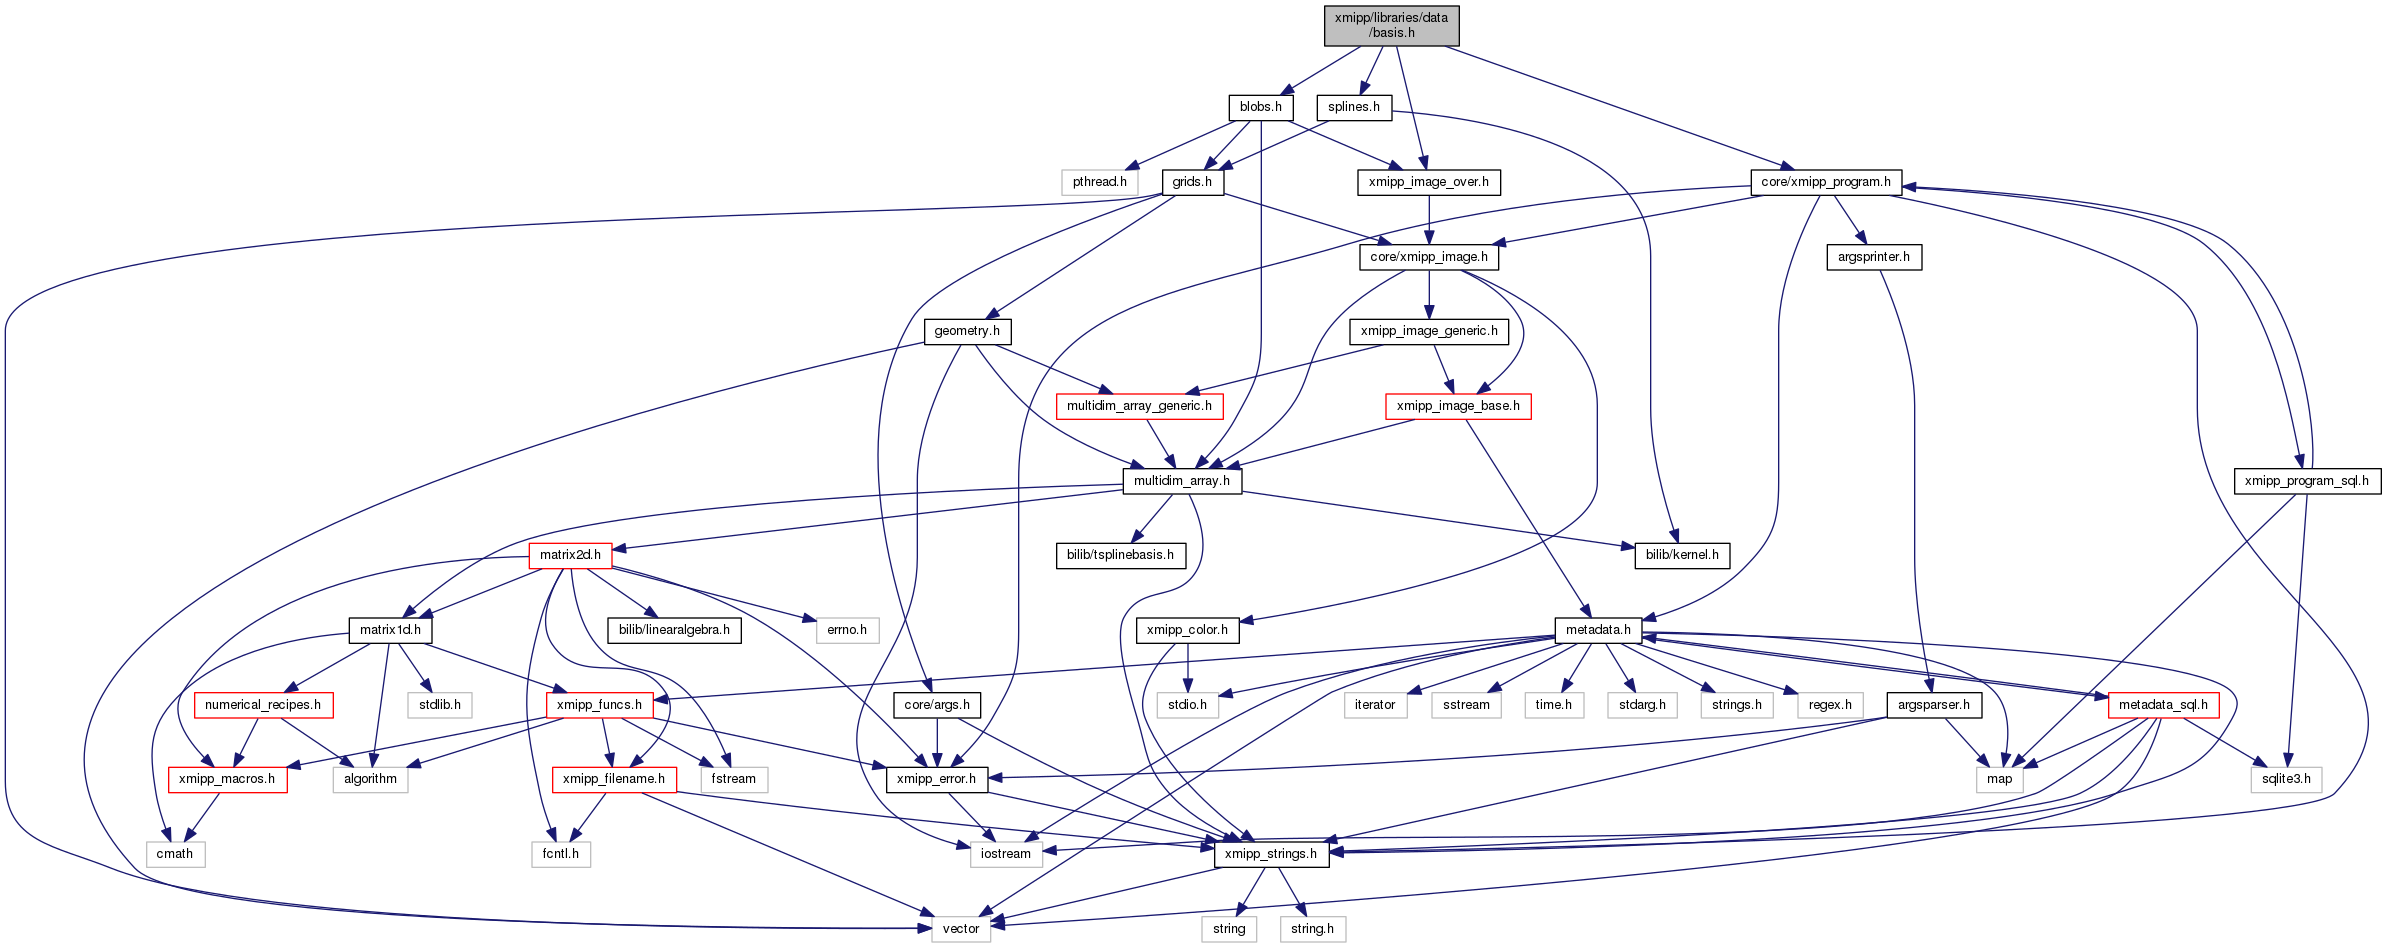 xmipp/libraries/data
/basis.h
blobs.h
splines.h
pthread.h
grids.h
xmipp_image_over.h
core/xmipp_program.h
core/xmipp_image.h
argsprinter.h
geometry.h
xmipp_image_generic.h
multidim_array_generic.h
xmipp_image_base.h
multidim_array.h
xmipp_program_sql.h
matrix2d.h
bilib/tsplinebasis.h
bilib/kernel.h
matrix1d.h
bilib/linearalgebra.h
errno.h
xmipp_color.h
metadata.h
numerical_recipes.h
stdlib.h
xmipp_funcs.h
core/args.h
stdio.h
iterator
sstream
time.h
stdarg.h
strings.h
regex.h
argsparser.h
metadata_sql.h
xmipp_macros.h
algorithm
xmipp_filename.h
fstream
xmipp_error.h
map
sqlite3.h
cmath
fcntl.h
iostream
xmipp_strings.h
vector
string
string.h